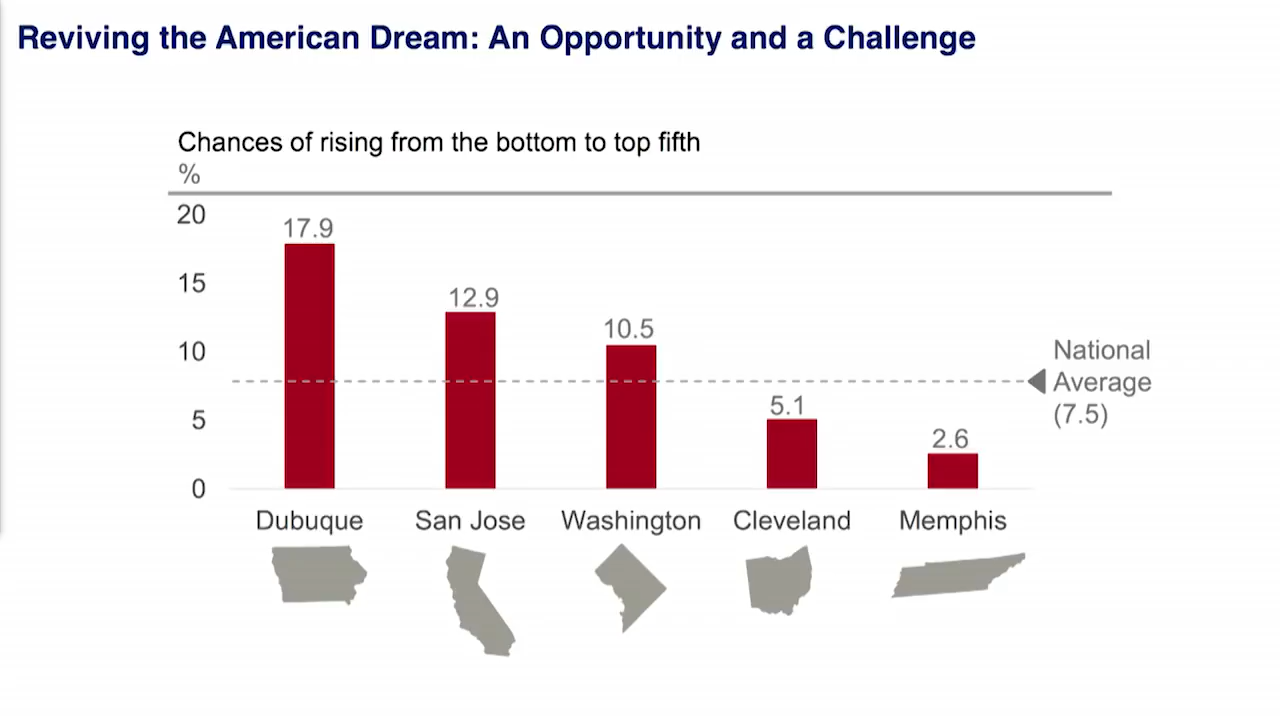 Reviving the American Dream: An Opportunity and a Challenge
Chances of rising from the bottom to top fifth
%
20
17.9
15
12.9
10.5
10
National
Average
(7.5)
5
5.1
2.6
0
Dubuque San Jose Washington Cleveland Memphis